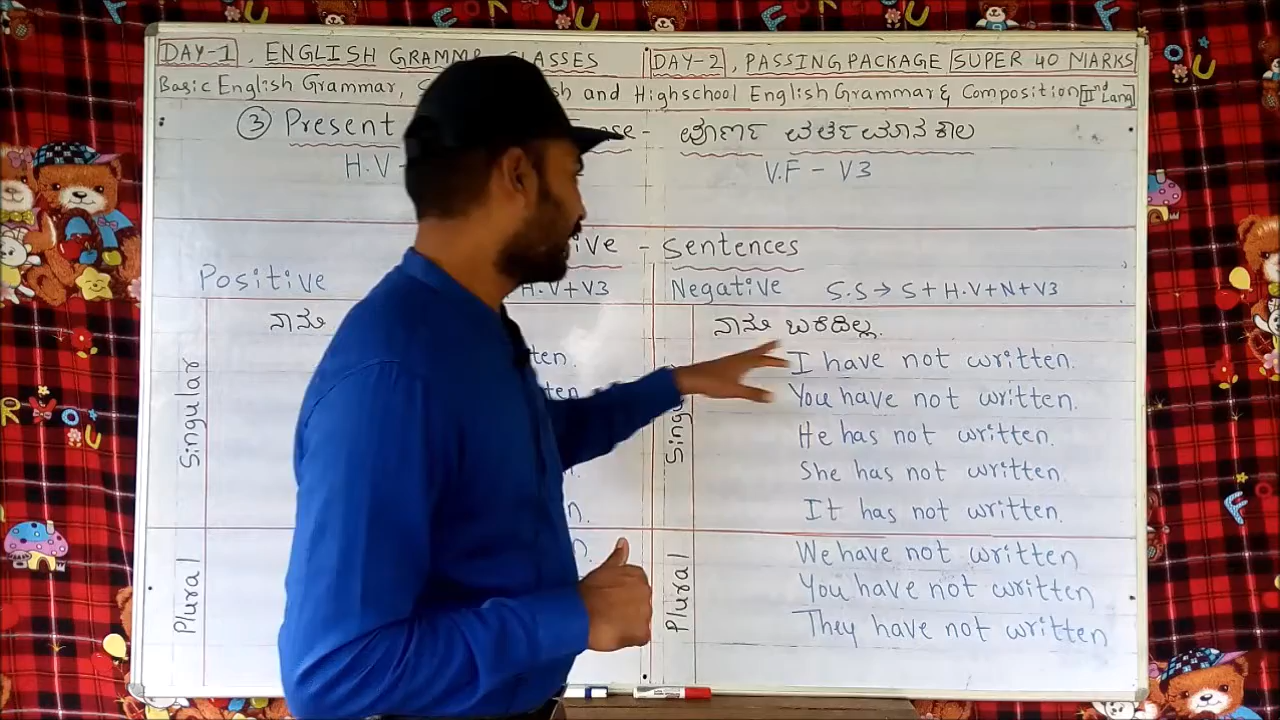 DAY-1, ENGLISH CLASSES DAY-2, PASSING PACKAGE SUPER 40 MARKS
Basic English Grammar, and Highschool English Grammar & Composition [IInd Lang]
③ Present - ಪೂರ್ಣ ವರ್ತಮಾನ ಕಾಲ
H.V - V.F - V3
- Sentences
Positive H.V+V3 Negative S.S → S + H.V + N + V3
Singular
ನಾನು
ನಾನು ಬರೆದಿಲ್ಲ.
I have not written.
You have not written.
He has not written.
She has not written.
It has not written.
Plural
Plural
We have not written
You have not written
They have not written